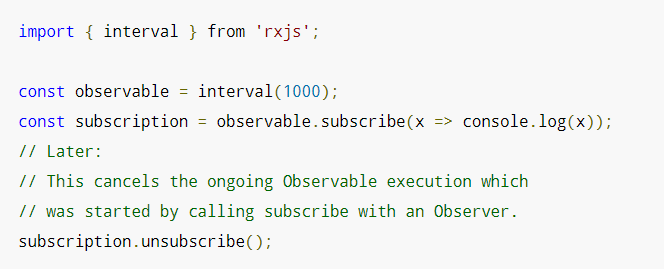 import { interval } from 'rxjs';
const observable = interval(1000);
const subscription = observable.subscribe(x => console.log(x));
// Later:
// This cancels the ongoing Observable execution which
// was started by calling subscribe with an Observer.
subscription.unsubscribe();